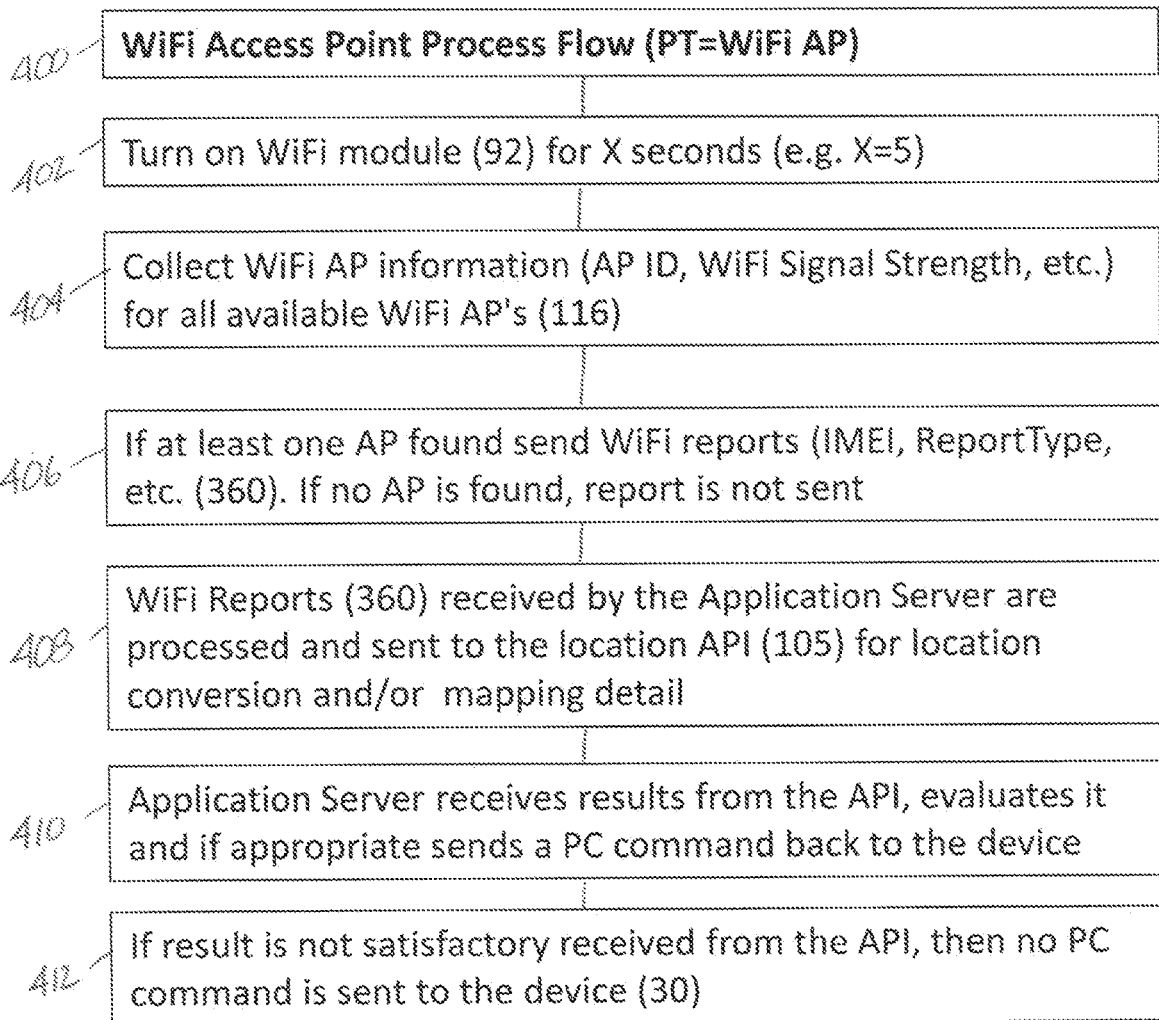 400
WiFi Access Point Process Flow (PT=WiFi AP)
402
Turn on WiFi module (92) for X seconds (e.g. X=5)
404
Collect WiFi AP information (AP ID, WiFi Signal Strength, etc.)
for all available WiFi AP's (116)
406
If at least one AP found send WiFi reports (IMEI, ReportType,
etc. (360). If no AP is found, report is not sent
408
WiFi Reports (360) received by the Application Server are
processed and sent to the location API (105) for location
conversion and/or mapping detail
410
Application Server receives results from the API, evaluates it
and if appropriate sends a PC command back to the device
412
If result is not satisfactory received from the API, then no PC
command is sent to the device (30)